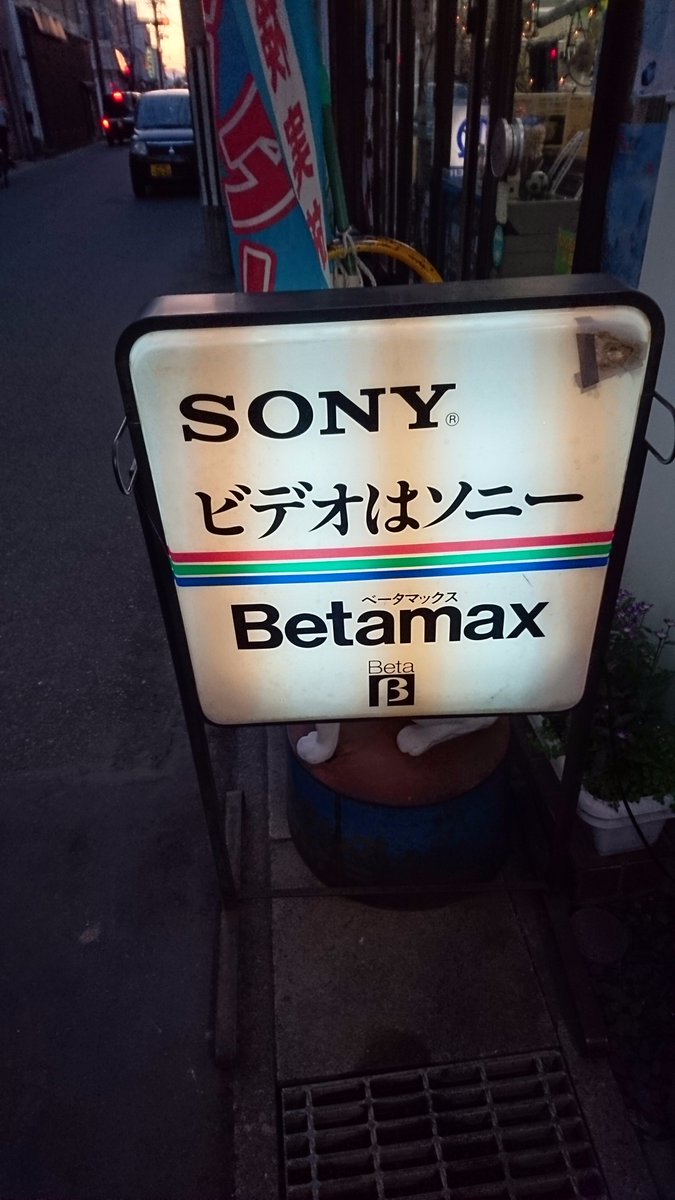 SONY®
ビデオはソニー
ベータマックス
Betamax
Beta
β